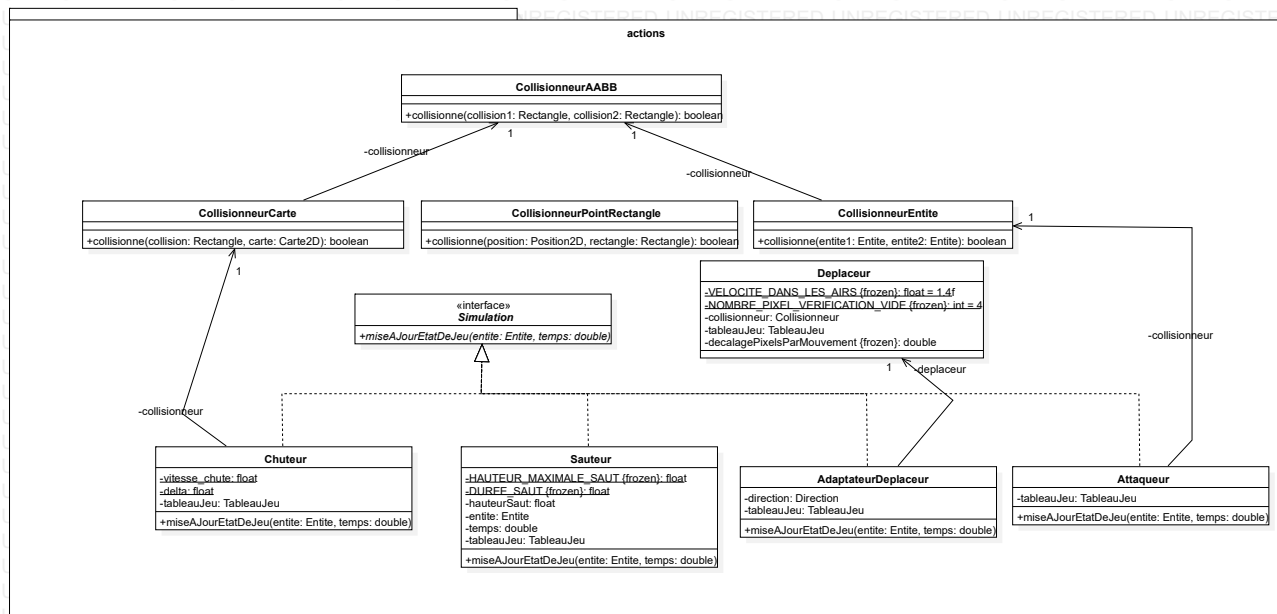 UNREGISTERED UNREGISTERED UNREGISTERED UNREGISTE
actions
CollisionneurAABB
+collisionne(collision1: Rectangle, collision2: Rectangle): boolean
1
1
-collisionneur
-collisionneur
CollisionneurCarte
+collisionne(collision: Rectangle, carte: Carte2D): boolean
CollisionneurPointRectangle
+collisionne(position: Position2D, rectangle: Rectangle): boolean
CollisionneurEntite
+collisionne(entite1: Entite, entite2: Entite): boolean
1
1
Deplaceur
-VELOCITE_DANS_LES_AIRS {frozen}: float = 1.4f
-NOMBRE_PIXEL_VERIFICATION_VIDE {frozen}: int = 4
-collisionneur: Collisionneur
-tableauJeu: TableauJeu
-decalagePixelsParMouvement {frozen}: double
«interface»
Simulation
+miseAJourEtatDeJeu(entite: Entite, temps: double)
-collisionneur
1
-deplaceur
-collisionneur
Chuteur
-vitesse_chute: float
-delta: float
-tableauJeu: TableauJeu
+miseAJourEtatDeJeu(entite: Entite, temps: double)
Sauteur
-HAUTEUR_MAXIMALE_SAUT {frozen}: float
-DUREE_SAUT {frozen}: float
-hauteurSaut: float
-entite: Entite
-temps: double
-tableauJeu: TableauJeu
+miseAJourEtatDeJeu(entite: Entite, temps: double)
AdaptateurDeplaceur
-direction: Direction
-tableauJeu: TableauJeu
+miseAJourEtatDeJeu(entite: Entite, temps: double)
Attaqueur
-tableauJeu: TableauJeu
+miseAJourEtatDeJeu(entite: Entite, temps: double)